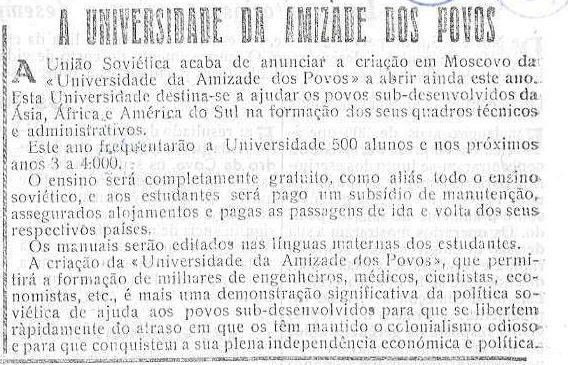 A UNIVERSIDADE DA AMIZADE DOS POVOS
A União Soviética acaba de anunciar a criação em Moscovo da
«Universidade da Amizade dos Povos» a abrir ainda este ano.
Esta Universidade destina-se a ajudar os povos sub-desenvolvidos da
Ásia, África e América do Sul na formação dos seus quadros técnicos
e administrativos.
Este ano frequentarão a Universidade 500 alunos e nos próximos
anos 3 a 4:000.
O ensino será completamente gratuito, como aliás todo o ensino
soviético, e aos estudantes será pago um subsídio de manutenção,
assegurados alojamentos e pagas as passagens de ida e volta dos seus
respectivos países.
Os manuais serão editados nas línguas maternas dos estudantes.
A criação da «Universidade da Amizade dos Povos», que permi-
tirá a formação de milhares de engenheiros, médicos, cientistas, eco-
nomistas, etc., é mais uma demonstração significativa da política so-
viética de ajuda aos povos sub-desenvolvidos para que se libertem
ràpidamente do atraso em que os têm mantido o colonialismo odioso
e para que conquistem a sua plena independência económica e política.